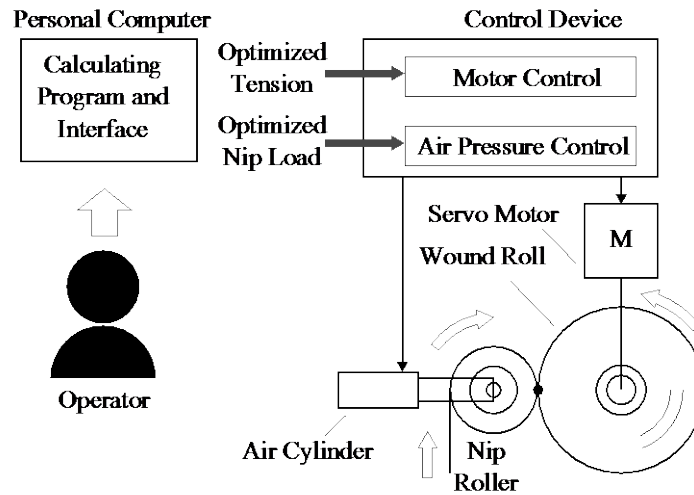 Personal Computer
Calculating
Program and
Interface
Operator
Control Device
Optimized
Tension
Motor Control
Optimized
Nip Load
Air Pressure Control
Servo Motor
M
Wound Roll
Air Cylinder
Nip
Roller